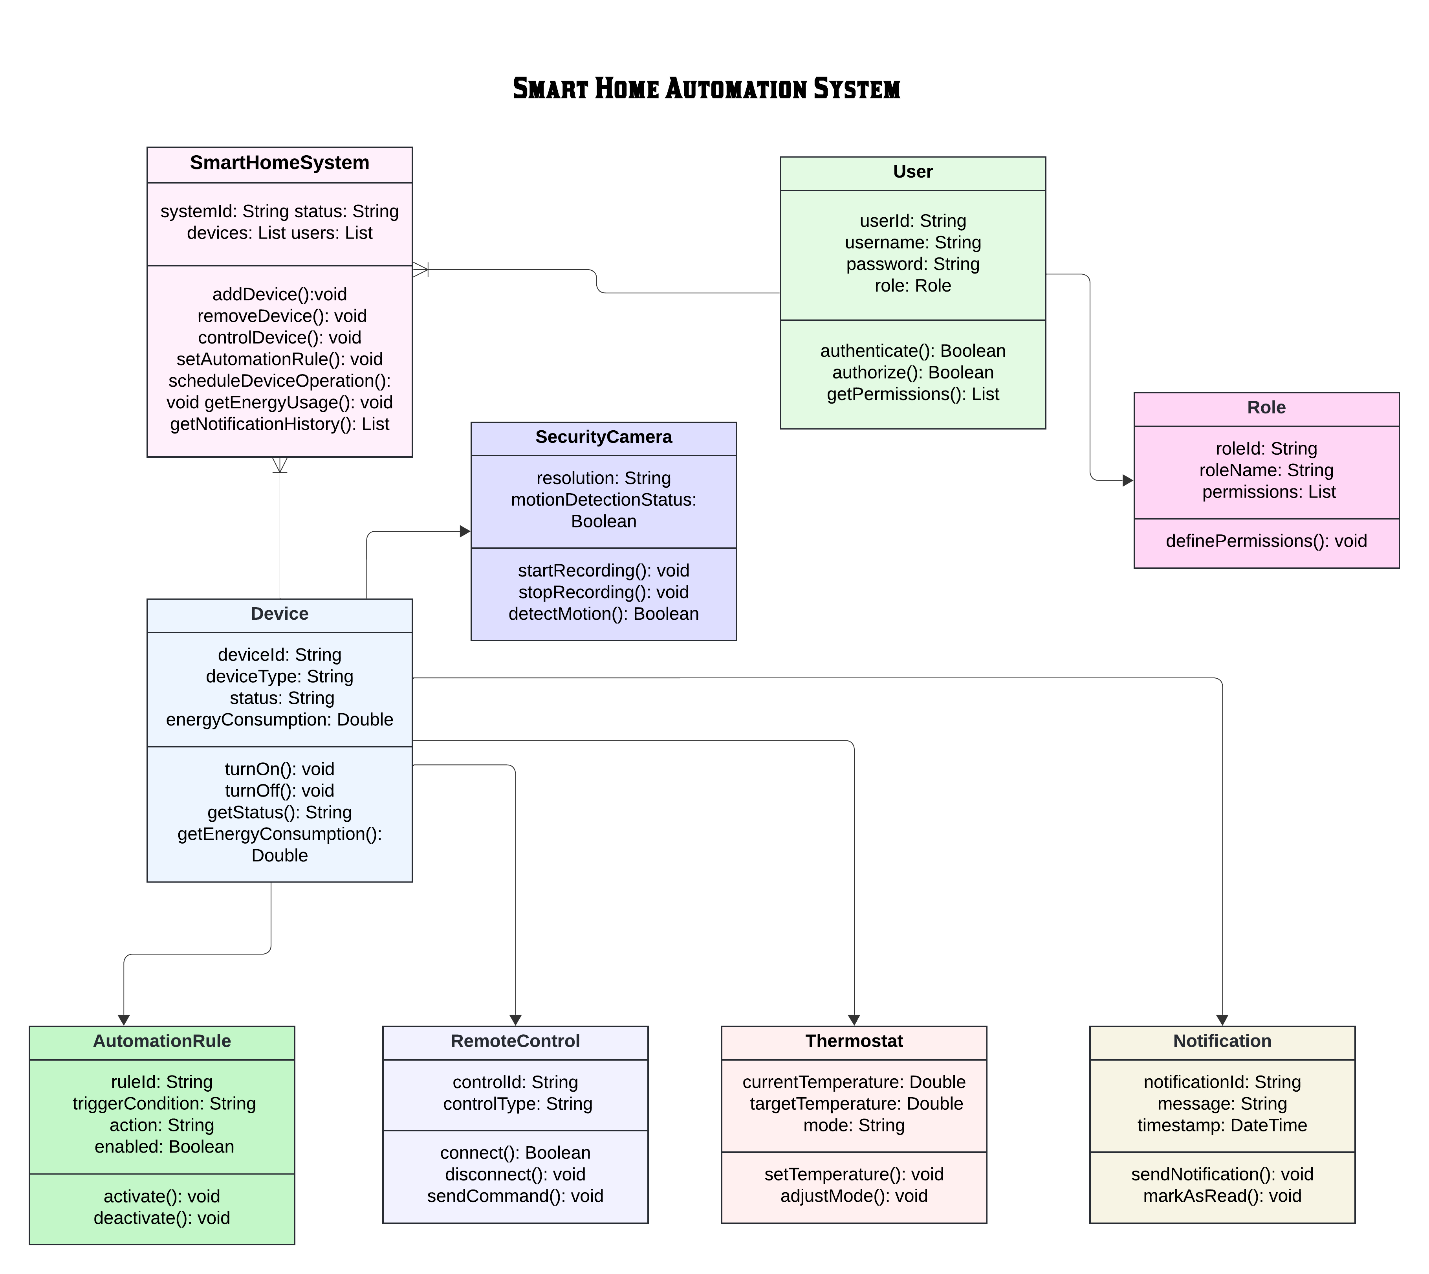 Smart Home Automation System
SmartHomeSystem
systemId: String status: String
devices: List users: List
addDevice():void
removeDevice(): void
controlDevice(): void
setAutomationRule(): void
scheduleDeviceOperation():
void getEnergyUsage(): void
getNotificationHistory(): List
User
userId: String
username: String
password: String
role: Role
authenticate(): Boolean
authorize(): Boolean
getPermissions(): List
Role
roleId: String
roleName: String
permissions: List
definePermissions(): void
SecurityCamera
resolution: String
motionDetectionStatus:
Boolean
startRecording(): void
stopRecording(): void
detectMotion(): Boolean
Device
deviceId: String
deviceType: String
status: String
energyConsumption: Double
turnOn(): void
turnOff(): void
getStatus(): String
getEnergyConsumption():
Double
AutomationRule
ruleId: String
triggerCondition: String
action: String
enabled: Boolean
activate(): void
deactivate(): void
RemoteControl
controlId: String
controlType: String
connect(): Boolean
disconnect(): void
sendCommand(): void
Thermostat
currentTemperature: Double
targetTemperature: Double
mode: String
setTemperature(): void
adjustMode(): void
Notification
notificationId: String
message: String
timestamp: DateTime
sendNotification(): void
markAsRead(): void